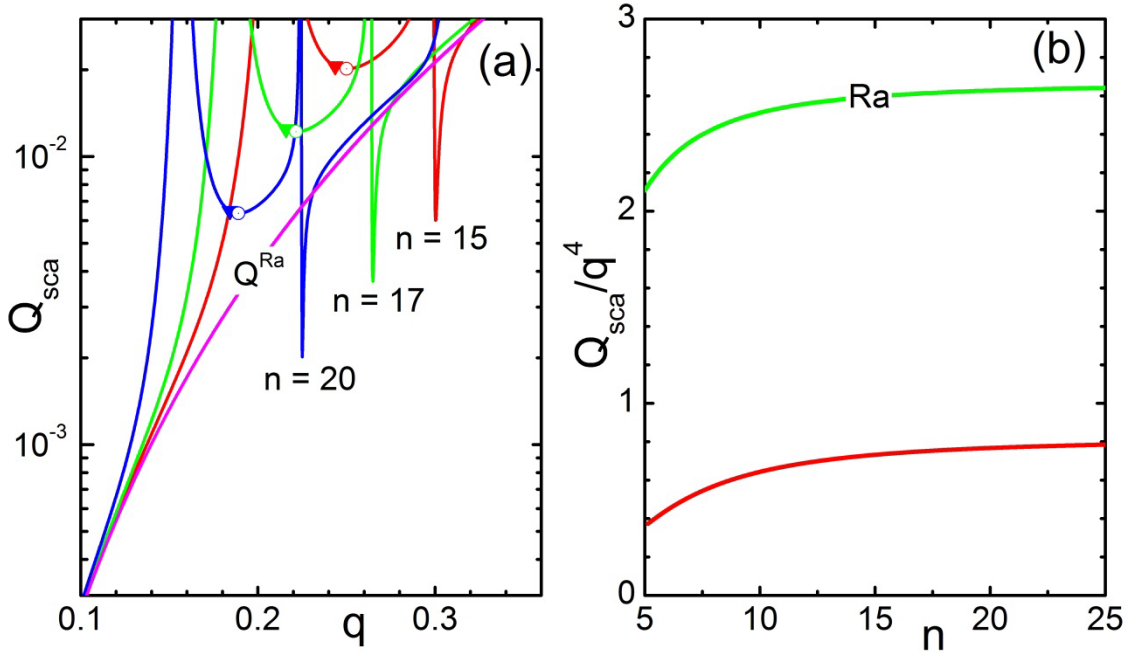 (a)
10⁻²
10⁻³
Q_sca
Q^Ra
n = 15
n = 17
n = 20
0.1
0.2
0.3
q
(b)
3
2
1
0
Q_sca/q⁴
Ra
5
10
15
20
25
n